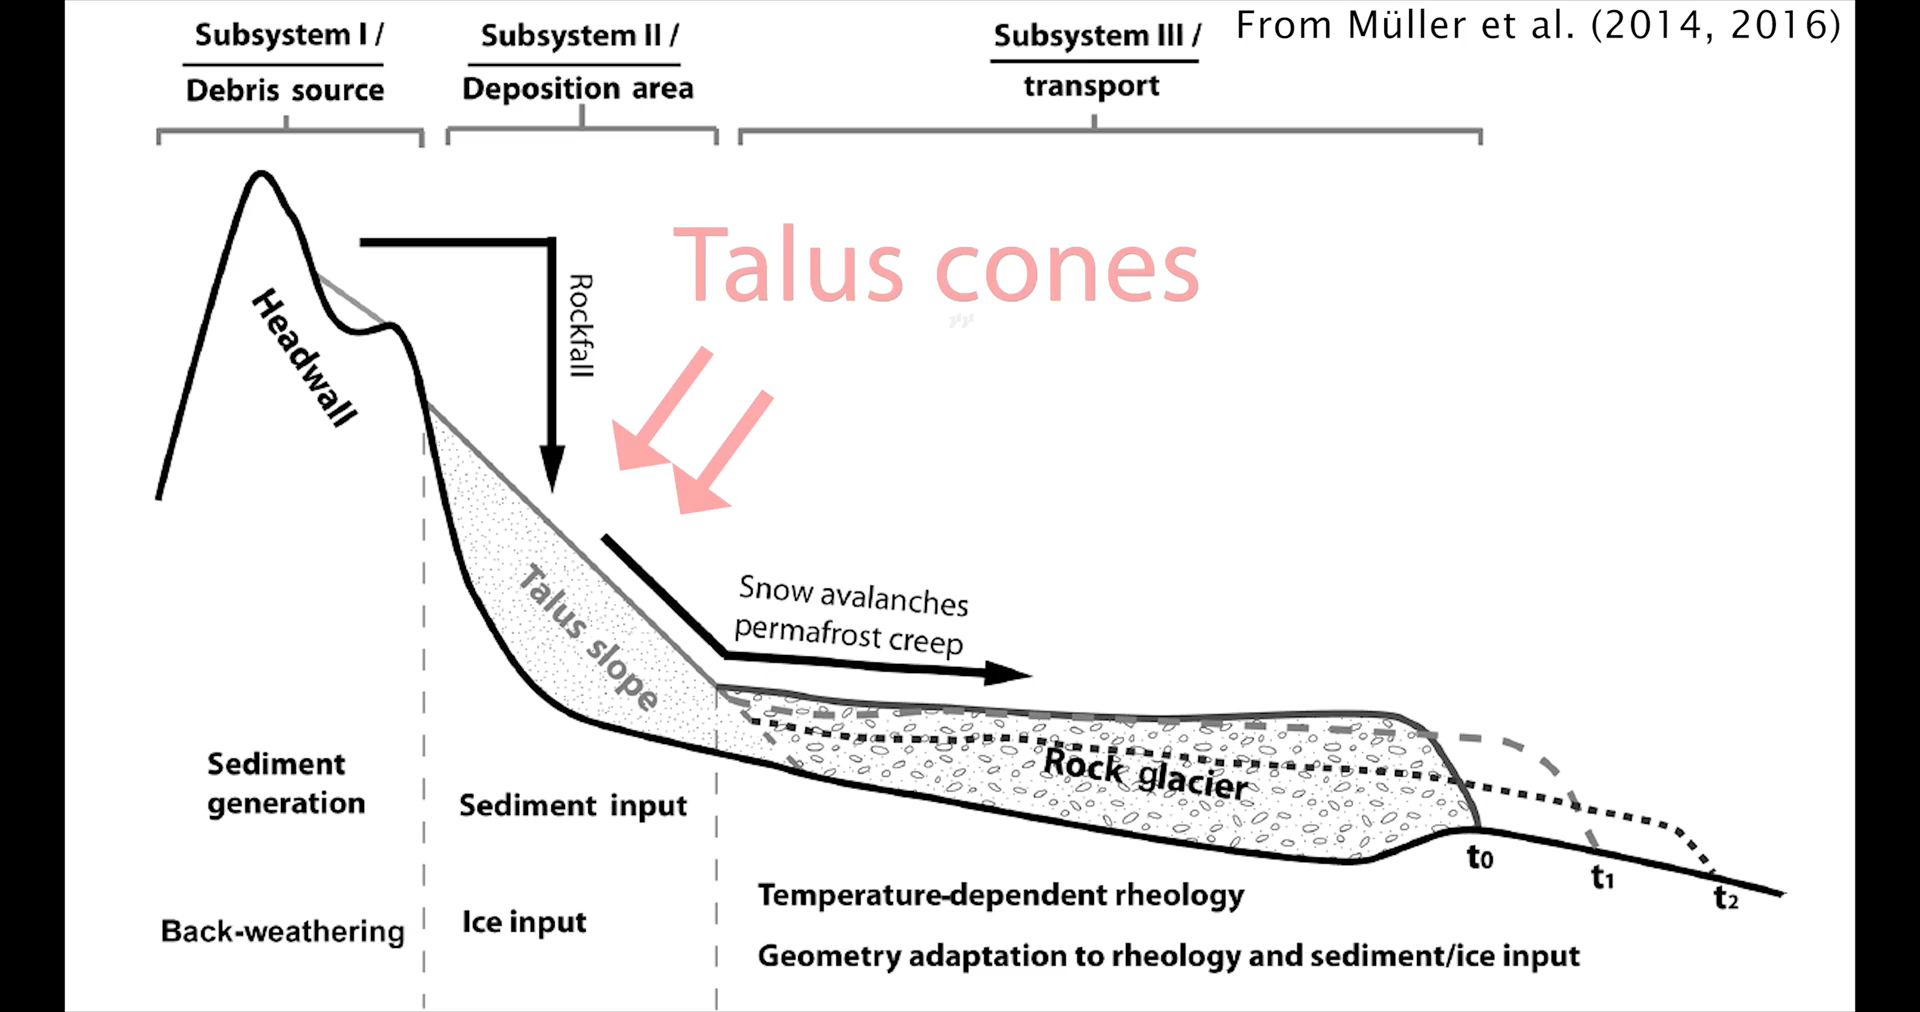 Subsystem I /
Debris source
Subsystem II /
Deposition area
Subsystem III /
transport
From Müller et al. (2014, 2016)
Talus cones
Headwall
Rockfall
Talus slope
Snow avalanches
permafrost creep
Rock glacier
Sediment
generation
Sediment input
t0
t1
t2
Back-weathering
Ice input
Temperature-dependent rheology
Geometry adaptation to rheology and sediment/ice input